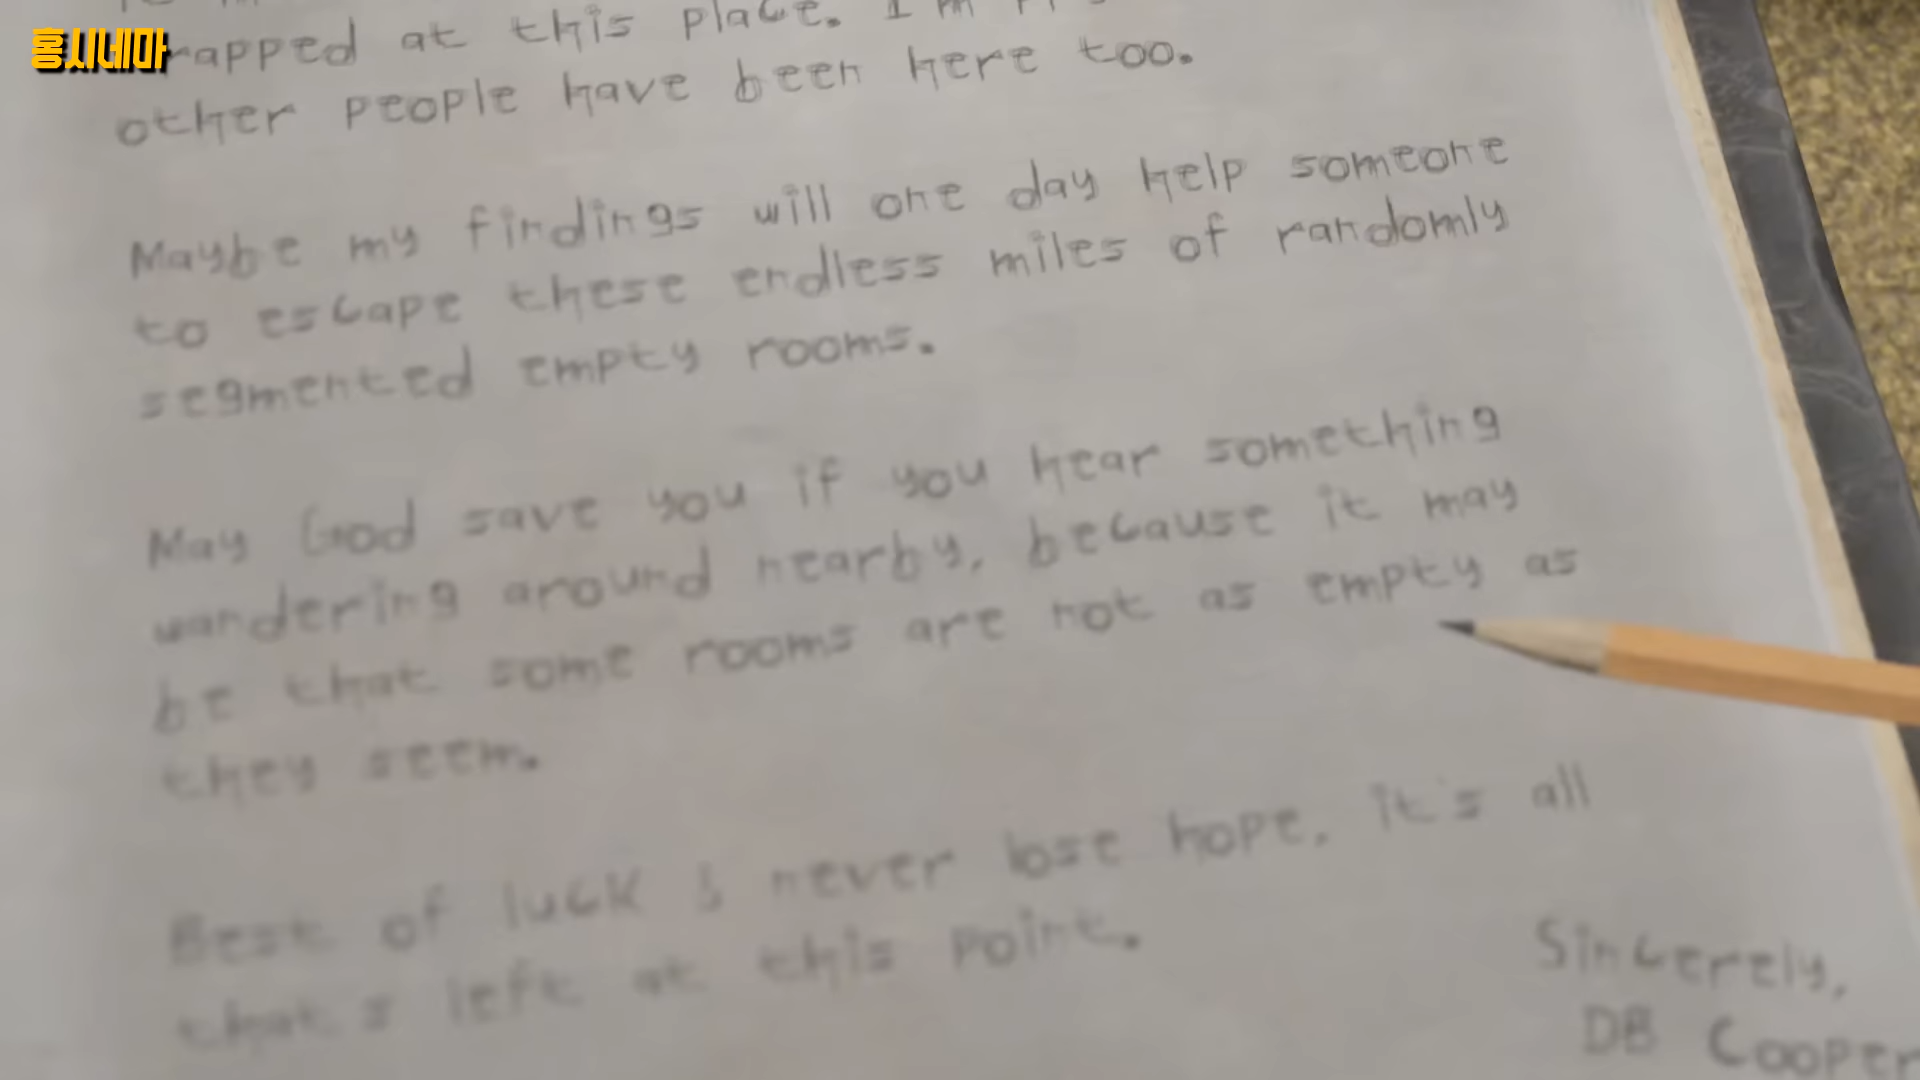 홍시네마
rapped at this place. I'm
other people have been here too.
Maybe my findings will one day help someone
to escape these endless miles of randomly
segmented empty rooms.
May God save you if you hear something
wandering around nearby, because it may
be that some rooms are not as empty as
they seem.
Best of luck & never lose hope, it's all
that's left at this point.
Sincerely,
DB Cooper